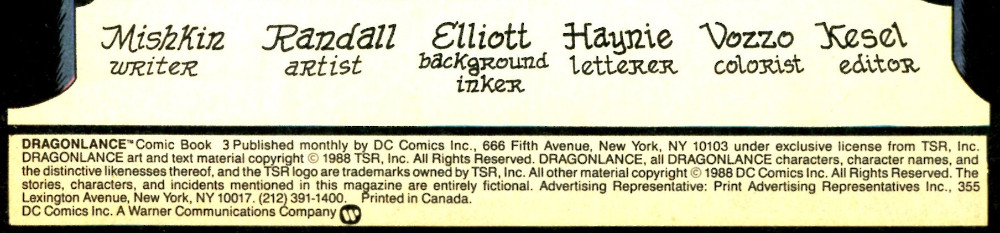 Mishkin Randall Elliott Haynie Vozzo Kesel
writer artist background letterer colorist editor
inker
DRAGONLANCE™ Comic Book 3 Published monthly by DC Comics Inc., 666 Fifth Avenue, New York, NY 10103 under exclusive license from TSR, Inc.
DRAGONLANCE art and text material copyright © 1988 TSR, Inc. All Rights Reserved. DRAGONLANCE, all DRAGONLANCE characters, character names, and
the distinctive likenesses thereof, and the TSR logo are trademarks owned by TSR, Inc. All other material copyright © 1988 DC Comics Inc. All Rights Reserved. The
stories, characters, and incidents mentioned in this magazine are entirely fictional. Advertising Representative: Print Advertising Representatives Inc., 355
Lexington Avenue, New York, NY 10017. (212) 391-1400. Printed in Canada.
DC Comics Inc. A Warner Communications Company